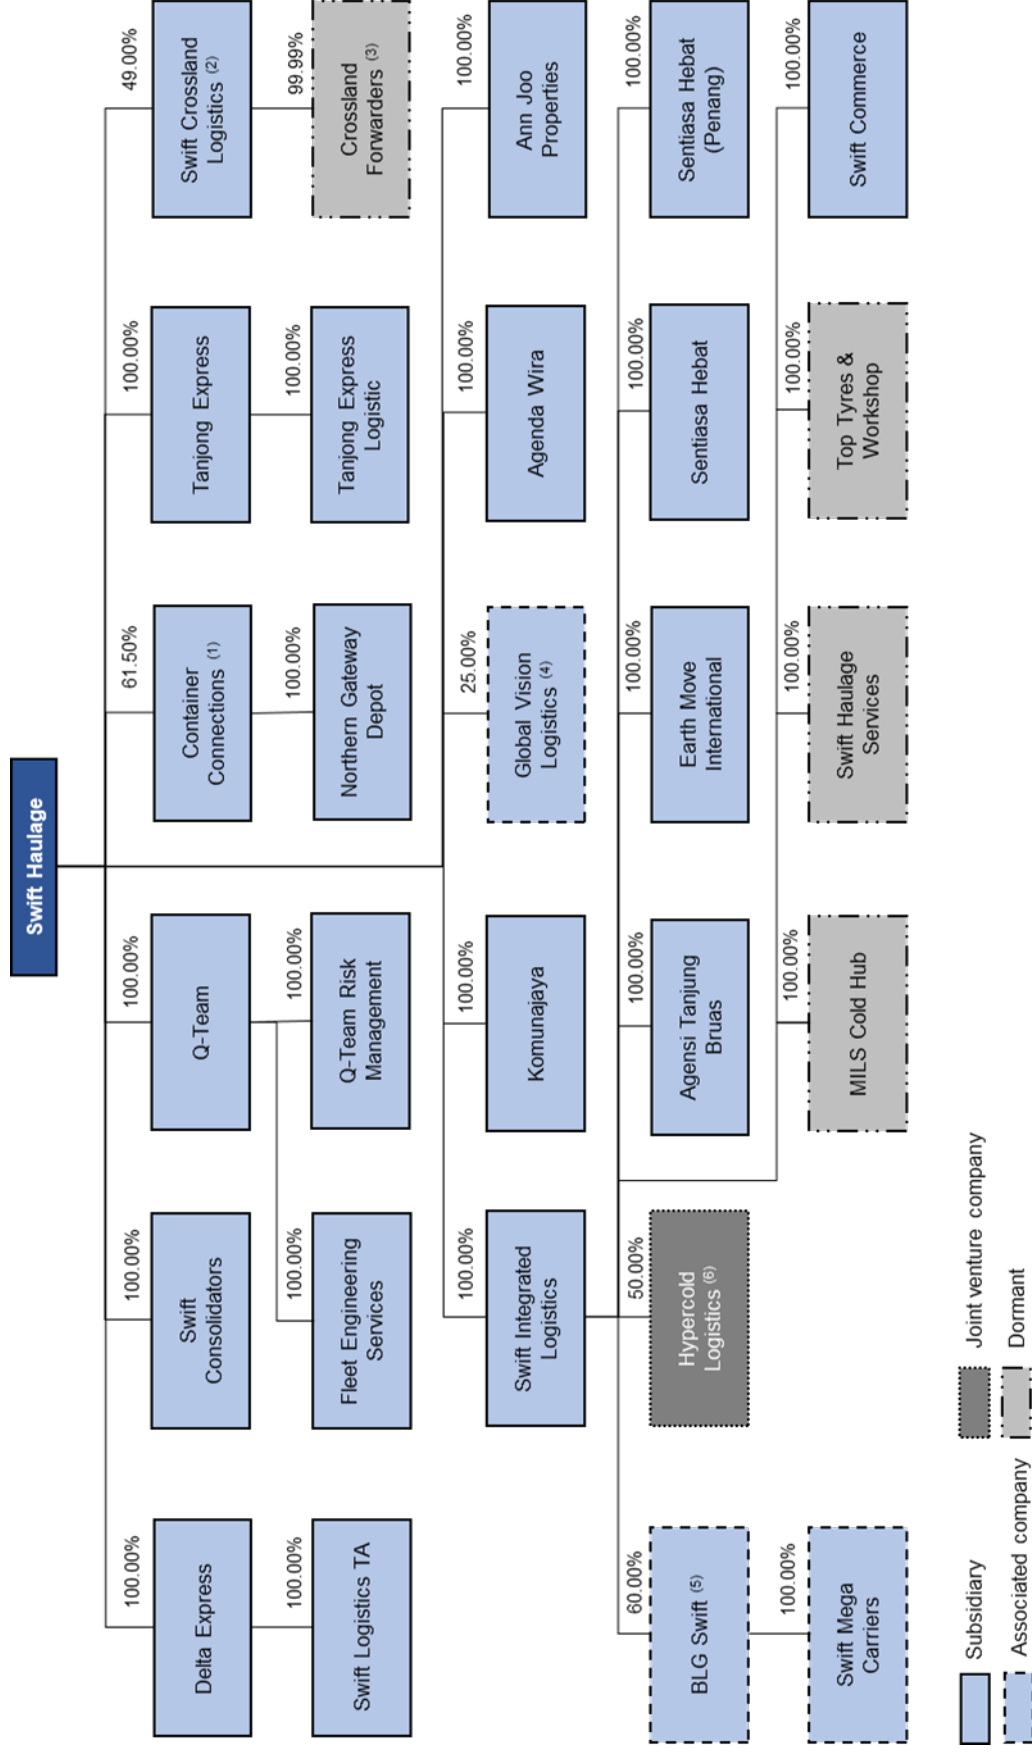 Swift Haulage
100.00%
100.00%
100.00%
61.50%
100.00%
49.00%
Delta Express
Swift
Consolidators
Q-Team
Container
Connections (1)
Tanjong Express
Swift Crossland
Logistics (2)
100.00%
100.00%
100.00%
100.00%
100.00%
99.99%
Swift Logistics TA
Fleet Engineering
Services
Q-Team Risk
Management
Northern Gateway
Depot
Tanjong Express
Logistic
Crossland
Forwarders (3)
100.00%
100.00%
25.00%
100.00%
100.00%
Swift Integrated
Logistics
Komunajaya
Global Vision
Logistics (4)
Agenda Wira
Ann Joo
Properties
60.00%
50.00%
100.00%
100.00%
100.00%
100.00%
BLG Swift (5)
Hypercold
Logistics (6)
Agensi Tanjung
Bruas
Earth Move
International
Sentiasa Hebat
Sentiasa Hebat
(Penang)
100.00%
100.00%
100.00%
100.00%
100.00%
Swift Mega
Carriers
MILS Cold Hub
Swift Haulage
Services
Top Tyres &
Workshop
Swift Commerce
Subsidiary
Joint venture company
Associated company
Dormant